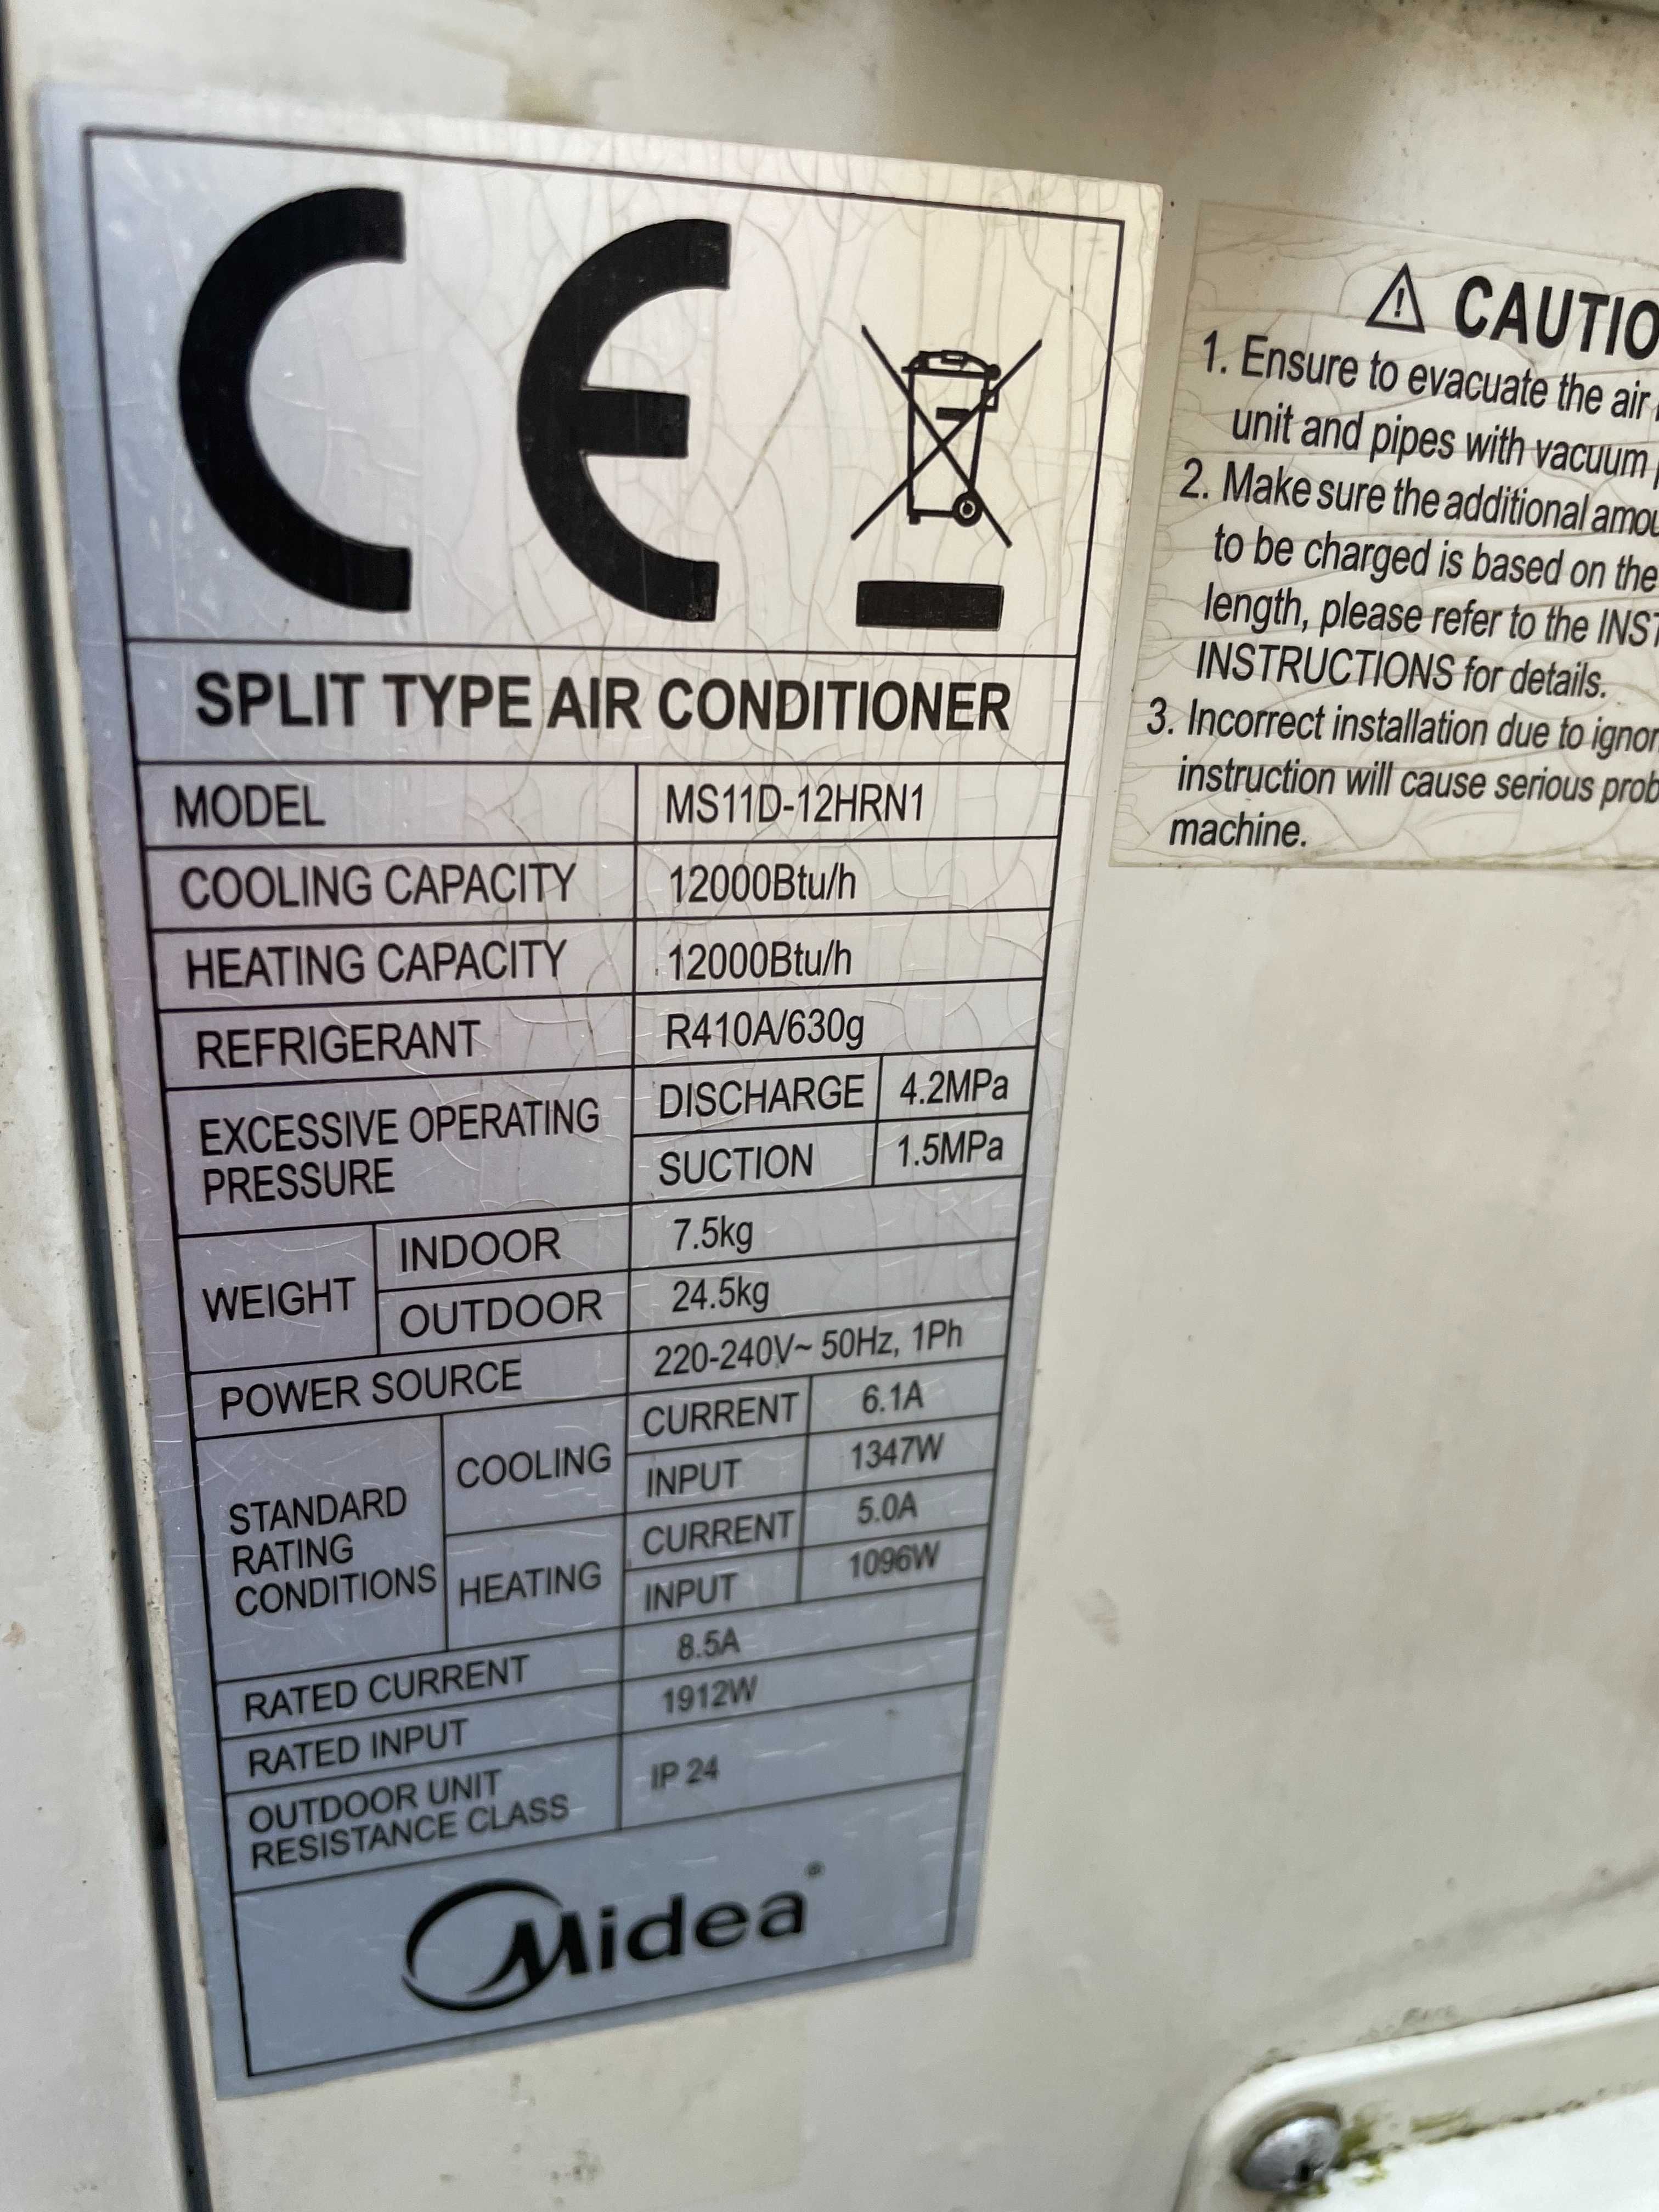 CE
SPLIT TYPE AIR CONDITIONER
MODEL MS11D-12HRN1
COOLING CAPACITY 12000Btu/h
HEATING CAPACITY 12000Btu/h
REFRIGERANT R410A/630g
EXCESSIVE OPERATING
PRESSURE
DISCHARGE 4.2MPa
SUCTION 1.5MPa
WEIGHT
INDOOR 7.5kg
OUTDOOR 24.5kg
POWER SOURCE 220-240V~ 50Hz, 1Ph
STANDARD
RATING
CONDITIONS
COOLING
CURRENT 6.1A
INPUT 1347W
HEATING
CURRENT 5.0A
INPUT 1096W
RATED CURRENT 8.5A
RATED INPUT 1912W
OUTDOOR UNIT
RESISTANCE CLASS
IP 24
Midea®
CAUTIO
1. Ensure to evacuate the air
unit and pipes with vacuum
2. Make sure the additional amou
to be charged is based on the
length, please refer to the INST
INSTRUCTIONS for details.
3. Incorrect installation due to ignor
instruction will cause serious prob
machine.